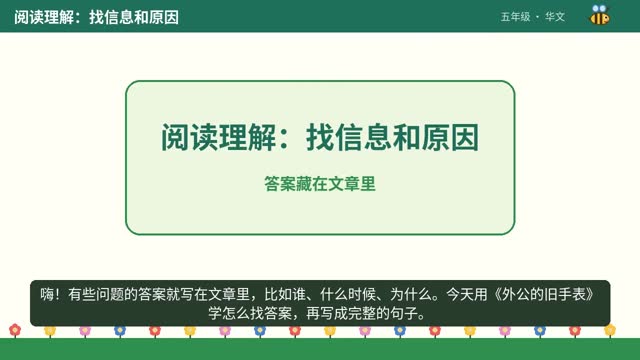 阅读理解：找信息和原因
五年级 · 华文
阅读理解：找信息和原因
答案藏在文章里
嗨！有些问题的答案就写在文章里，比如谁、什么时候、为什么。今天用《外公的旧手表》
学怎么找答案，再写成完整的句子。